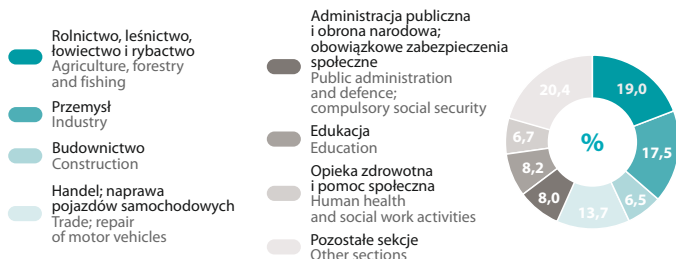 Rolnictwo, leśnictwo,
łowiectwo i rybactwo
Agriculture, forestry
and fishing
Przemysł
Industry
Budownictwo
Construction
Handel; naprawa
pojazdów samochodowych
Trade; repair
of motor vehicles
Administracja publiczna
i obrona narodowa;
obowiązkowe zabezpieczenia
społeczne
Public administration
and defence;
compulsory social security
Edukacja
Education
Opieka zdrowotna
i pomoc społeczna
Human health
and social work activities
Pozostałe sekcje
Other sections
%
19,0
17,5
6,5
13,7
8,0
8,2
6,7
20,4